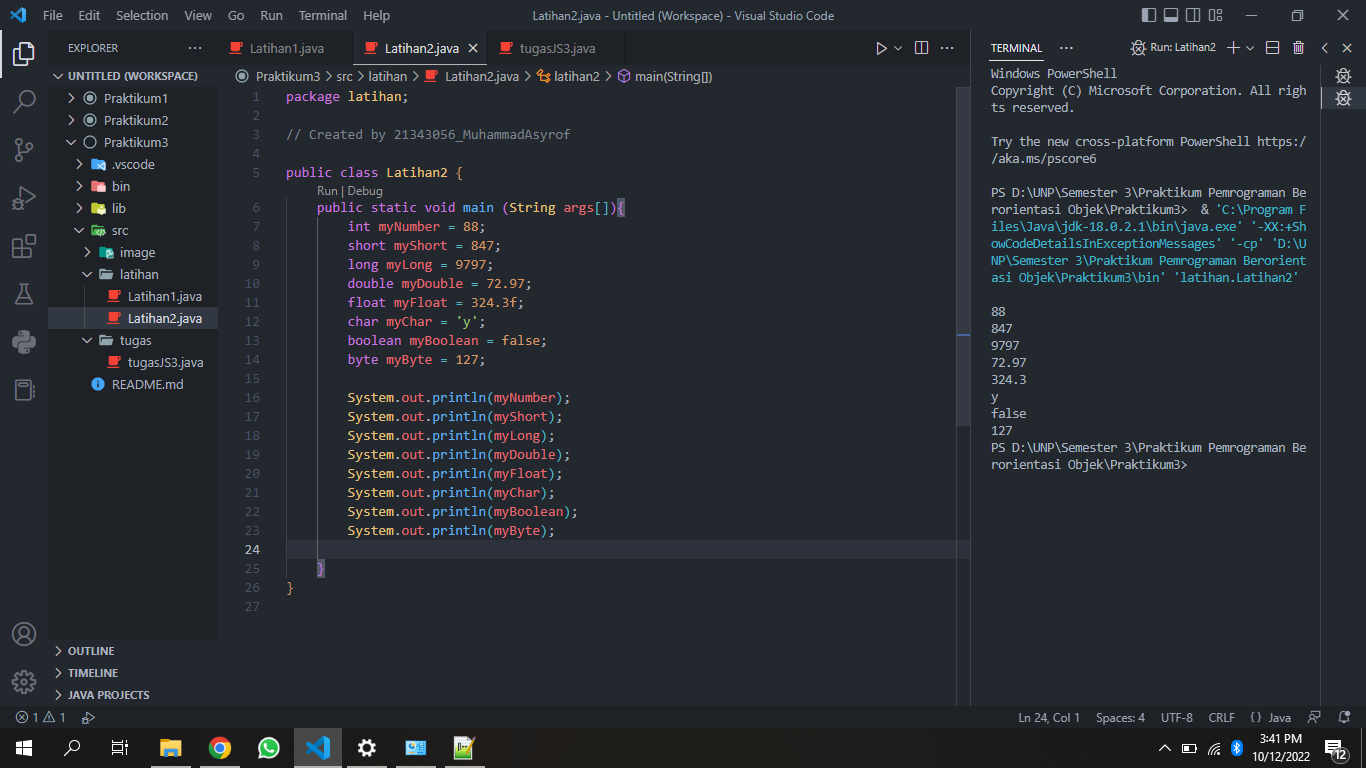 File Edit Selection View Go Run Terminal Help
Latihan2.java - Untitled (Workspace) - Visual Studio Code
EXPLORER
UNTITLED (WORKSPACE)
Praktikum1
Praktikum2
Praktikum3
.vscode
bin
lib
src
image
latihan
Latihan1.java
Latihan2.java
tugas
tugasJS3.java
README.md
OUTLINE
TIMELINE
JAVA PROJECTS
Latihan1.java Latihan2.java tugasJS3.java
Praktikum3 > src > latihan > Latihan2.java > latihan2 > main(String[])
1 package latihan;
2
3 // Created by 21343056_MuhammadAsyrof
4
5 public class Latihan2 {
Run | Debug
6 public static void main (String args[]){
7 int myNumber = 88;
8 short myShort = 847;
9 long myLong = 9797;
10 double myDouble = 72.97;
11 float myFloat = 324.3f;
12 char myChar = 'y';
13 boolean myBoolean = false;
14 byte myByte = 127;
15
16 System.out.println(myNumber);
17 System.out.println(myShort);
18 System.out.println(myLong);
19 System.out.println(myDouble);
20 System.out.println(myFloat);
21 System.out.println(myChar);
22 System.out.println(myBoolean);
23 System.out.println(myByte);
24
25 }
26 }
27
TERMINAL Run: Latihan2
Windows PowerShell
Copyright (C) Microsoft Corporation. All righ
ts reserved.
Try the new cross-platform PowerShell https:/
/aka.ms/pscore6
PS D:\UNP\Semester 3\Praktikum Pemrograman Be
rorientasi Objek\Praktikum3> & 'C:\Program F
iles\Java\jdk-18.0.2.1\bin\java.exe' '-XX:+Sh
owCodeDetailsInExceptionMessages' '-cp' 'D:\U
NP\Semester 3\Praktikum Pemrograman Berorient
asi Objek\Praktikum3\bin' 'latihan.Latihan2'
88
847
9797
72.97
324.3
y
false
127
PS D:\UNP\Semester 3\Praktikum Pemrograman Be
rorientasi Objek\Praktikum3>
1 1
Ln 24, Col 1 Spaces: 4 UTF-8 CRLF {} Java
3:41 PM
10/12/2022
12